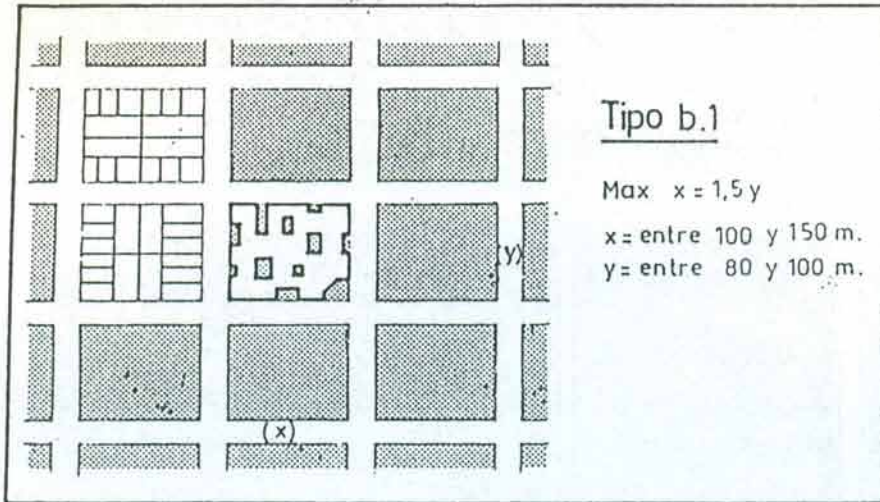 Tipo b.1
Max x = 1,5 y
x = entre 100 y 150 m.
y = entre 80 y 100 m.
(y)
(x)